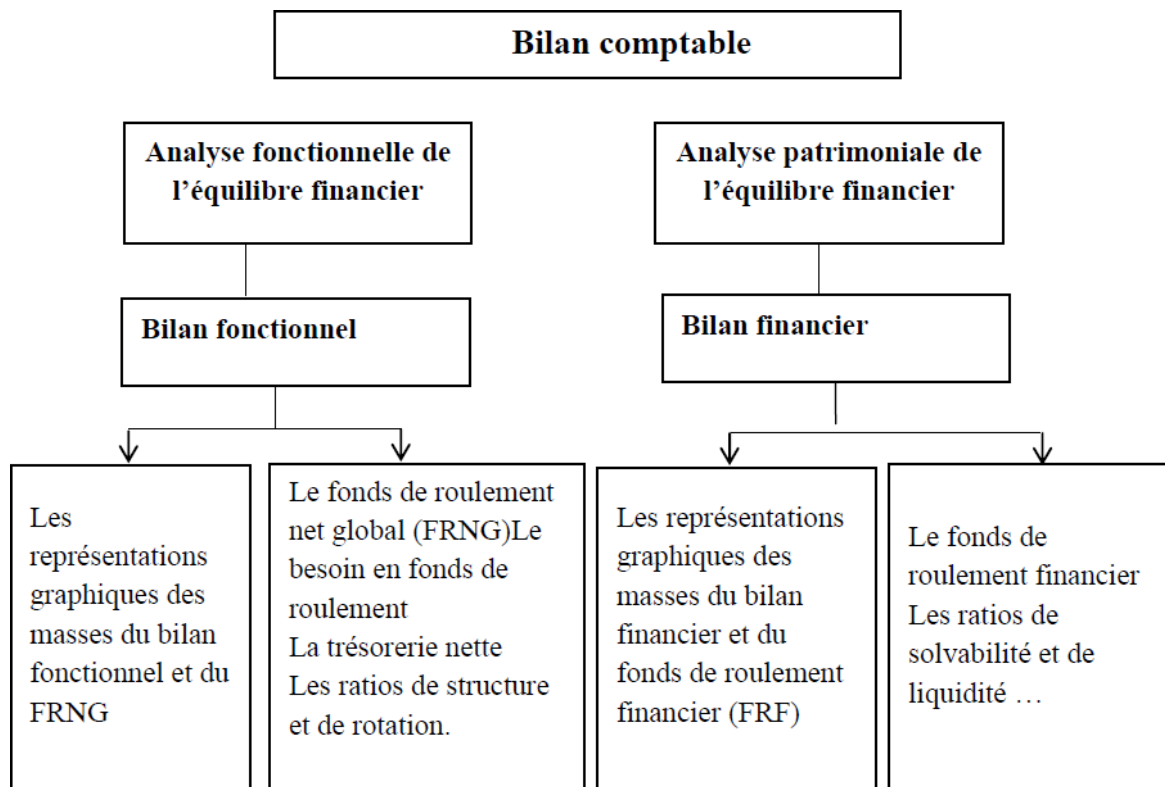 Bilan comptable
Analyse fonctionnelle de
l’équilibre financier
Analyse patrimoniale de
l’équilibre financier
Bilan fonctionnel
Bilan financier
Les
représentations
graphiques des
masses du bilan
fonctionnel et du
FRNG
Le fonds de roulement
net global (FRNG)Le
besoin en fonds de
roulement
La trésorerie nette
Les ratios de structure
et de rotation.
Les représentations
graphiques des
masses du bilan
financier et du
fonds de roulement
financier (FRF)
Le fonds de
roulement financier
Les ratios de
solvabilité et de
liquidité …